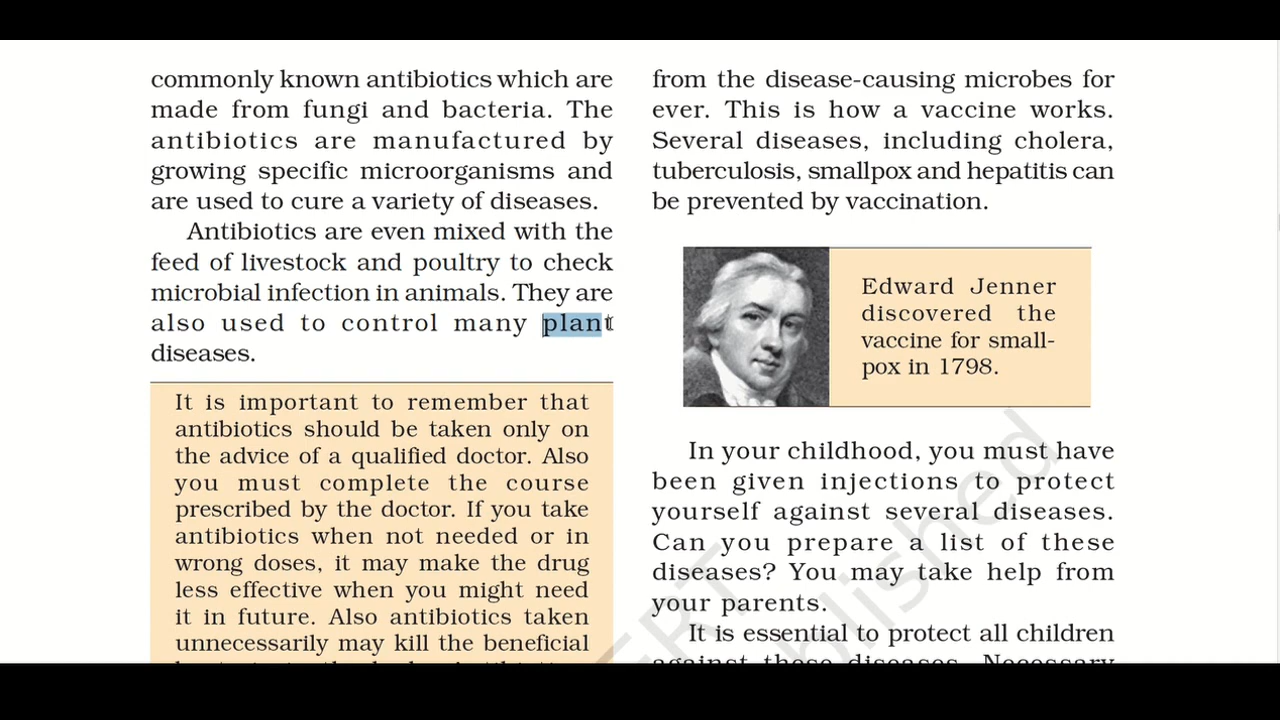 commonly known antibiotics which are
made from fungi and bacteria. The
antibiotics are manufactured by
growing specific microorganisms and
are used to cure a variety of diseases.
Antibiotics are even mixed with the
feed of livestock and poultry to check
microbial infection in animals. They are
also used to control many plant
diseases.
It is important to remember that
antibiotics should be taken only on
the advice of a qualified doctor. Also
you must complete the course
prescribed by the doctor. If you take
antibiotics when not needed or in
wrong doses, it may make the drug
less effective when you might need
it in future. Also antibiotics taken
unnecessarily may kill the beneficial
from the disease-causing microbes for
ever. This is how a vaccine works.
Several diseases, including cholera,
tuberculosis, smallpox and hepatitis can
be prevented by vaccination.
Edward Jenner
discovered the
vaccine for small-
pox in 1798.
In your childhood, you must have
been given injections to protect
yourself against several diseases.
Can you prepare a list of these
diseases? You may take help from
your parents.
It is essential to protect all children
against these diseases. Necessary